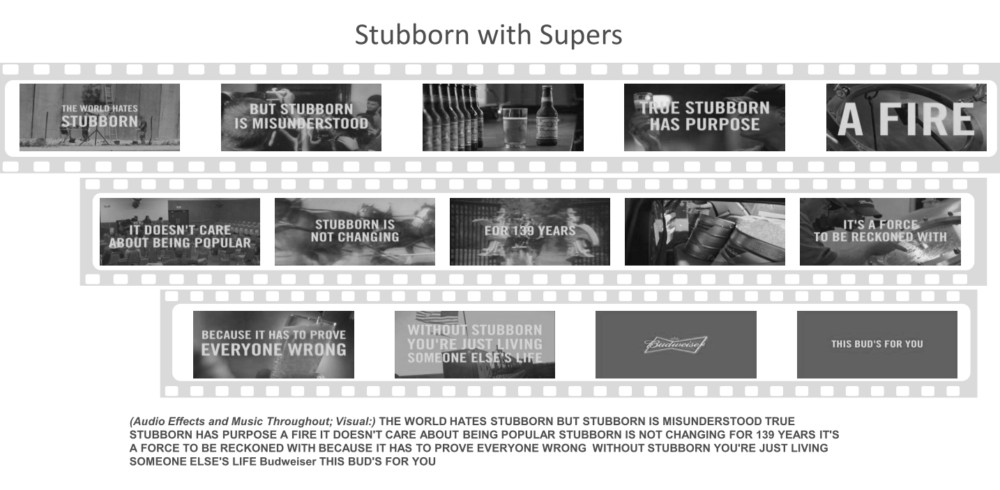 Stubborn with Supers
THE WORLD HATES
STUBBORN
BUT STUBBORN
IS MISUNDERSTOOD
TRUE STUBBORN
HAS PURPOSE
A FIRE
IT DOESN'T CARE
ABOUT BEING POPULAR
STUBBORN IS
NOT CHANGING
FOR 139 YEARS
IT'S A FORCE
TO BE RECKONED WITH
BECAUSE IT HAS TO PROVE
EVERYONE WRONG
WITHOUT STUBBORN
YOU'RE JUST LIVING
SOMEONE ELSE'S LIFE
Budweiser
THIS BUD'S FOR YOU
(Audio Effects and Music Throughout; Visual:) THE WORLD HATES STUBBORN BUT STUBBORN IS MISUNDERSTOOD TRUE
STUBBORN HAS PURPOSE A FIRE IT DOESN'T CARE ABOUT BEING POPULAR STUBBORN IS NOT CHANGING FOR 139 YEARS IT'S
A FORCE TO BE RECKONED WITH BECAUSE IT HAS TO PROVE EVERYONE WRONG  WITHOUT STUBBORN YOU'RE JUST LIVING
SOMEONE ELSE'S LIFE Budweiser THIS BUD'S FOR YOU